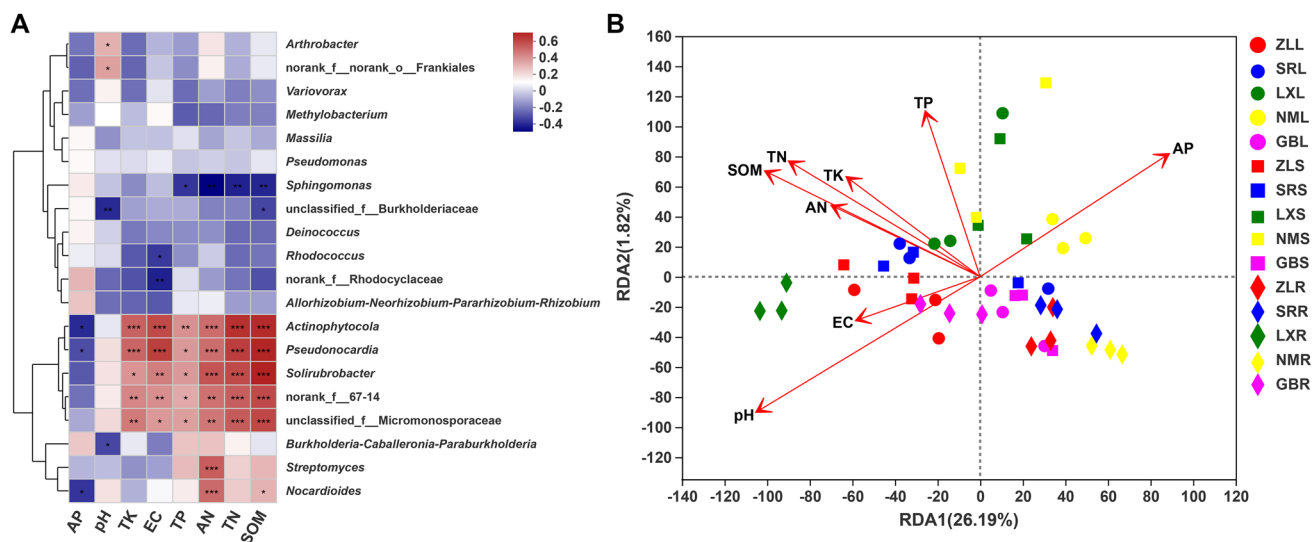 A
Arthrobacter
norank_f__norank_o__Frankiales
Variovorax
Methylobacterium
Massilia
Pseudomonas
Sphingomonas
unclassified_f__Burkholderiaceae
Deinococcus
Rhodococcus
norank_f__Rhodocyclaceae
Allorhizobium-Neorhizobium-Pararhizobium-Rhizobium
Actinophytocola
Pseudonocardia
Solirubrobacter
norank_f__67-14
unclassified_f__Micromonosporaceae
Burkholderia-Caballeronia-Paraburkholderia
Streptomyces
Nocardioides
AP pH TK EC TP AN TN SOM
0.6
0.4
0.2
0
-0.2
-0.4
B
RDA2(1.82%)
160
140
120
100
80
60
40
20
0
-20
-40
-60
-80
-100
-120
-140 -120 -100 -80 -60 -40 -20 0 20 40 60 80 100 120
RDA1(26.19%)
TP
AP
TN
SOM
TK
AN
EC
pH
ZLL
SRL
LXL
NML
GBL
ZLS
SRS
LXS
NMS
GBS
ZLR
SRR
LXR
NMR
GBR